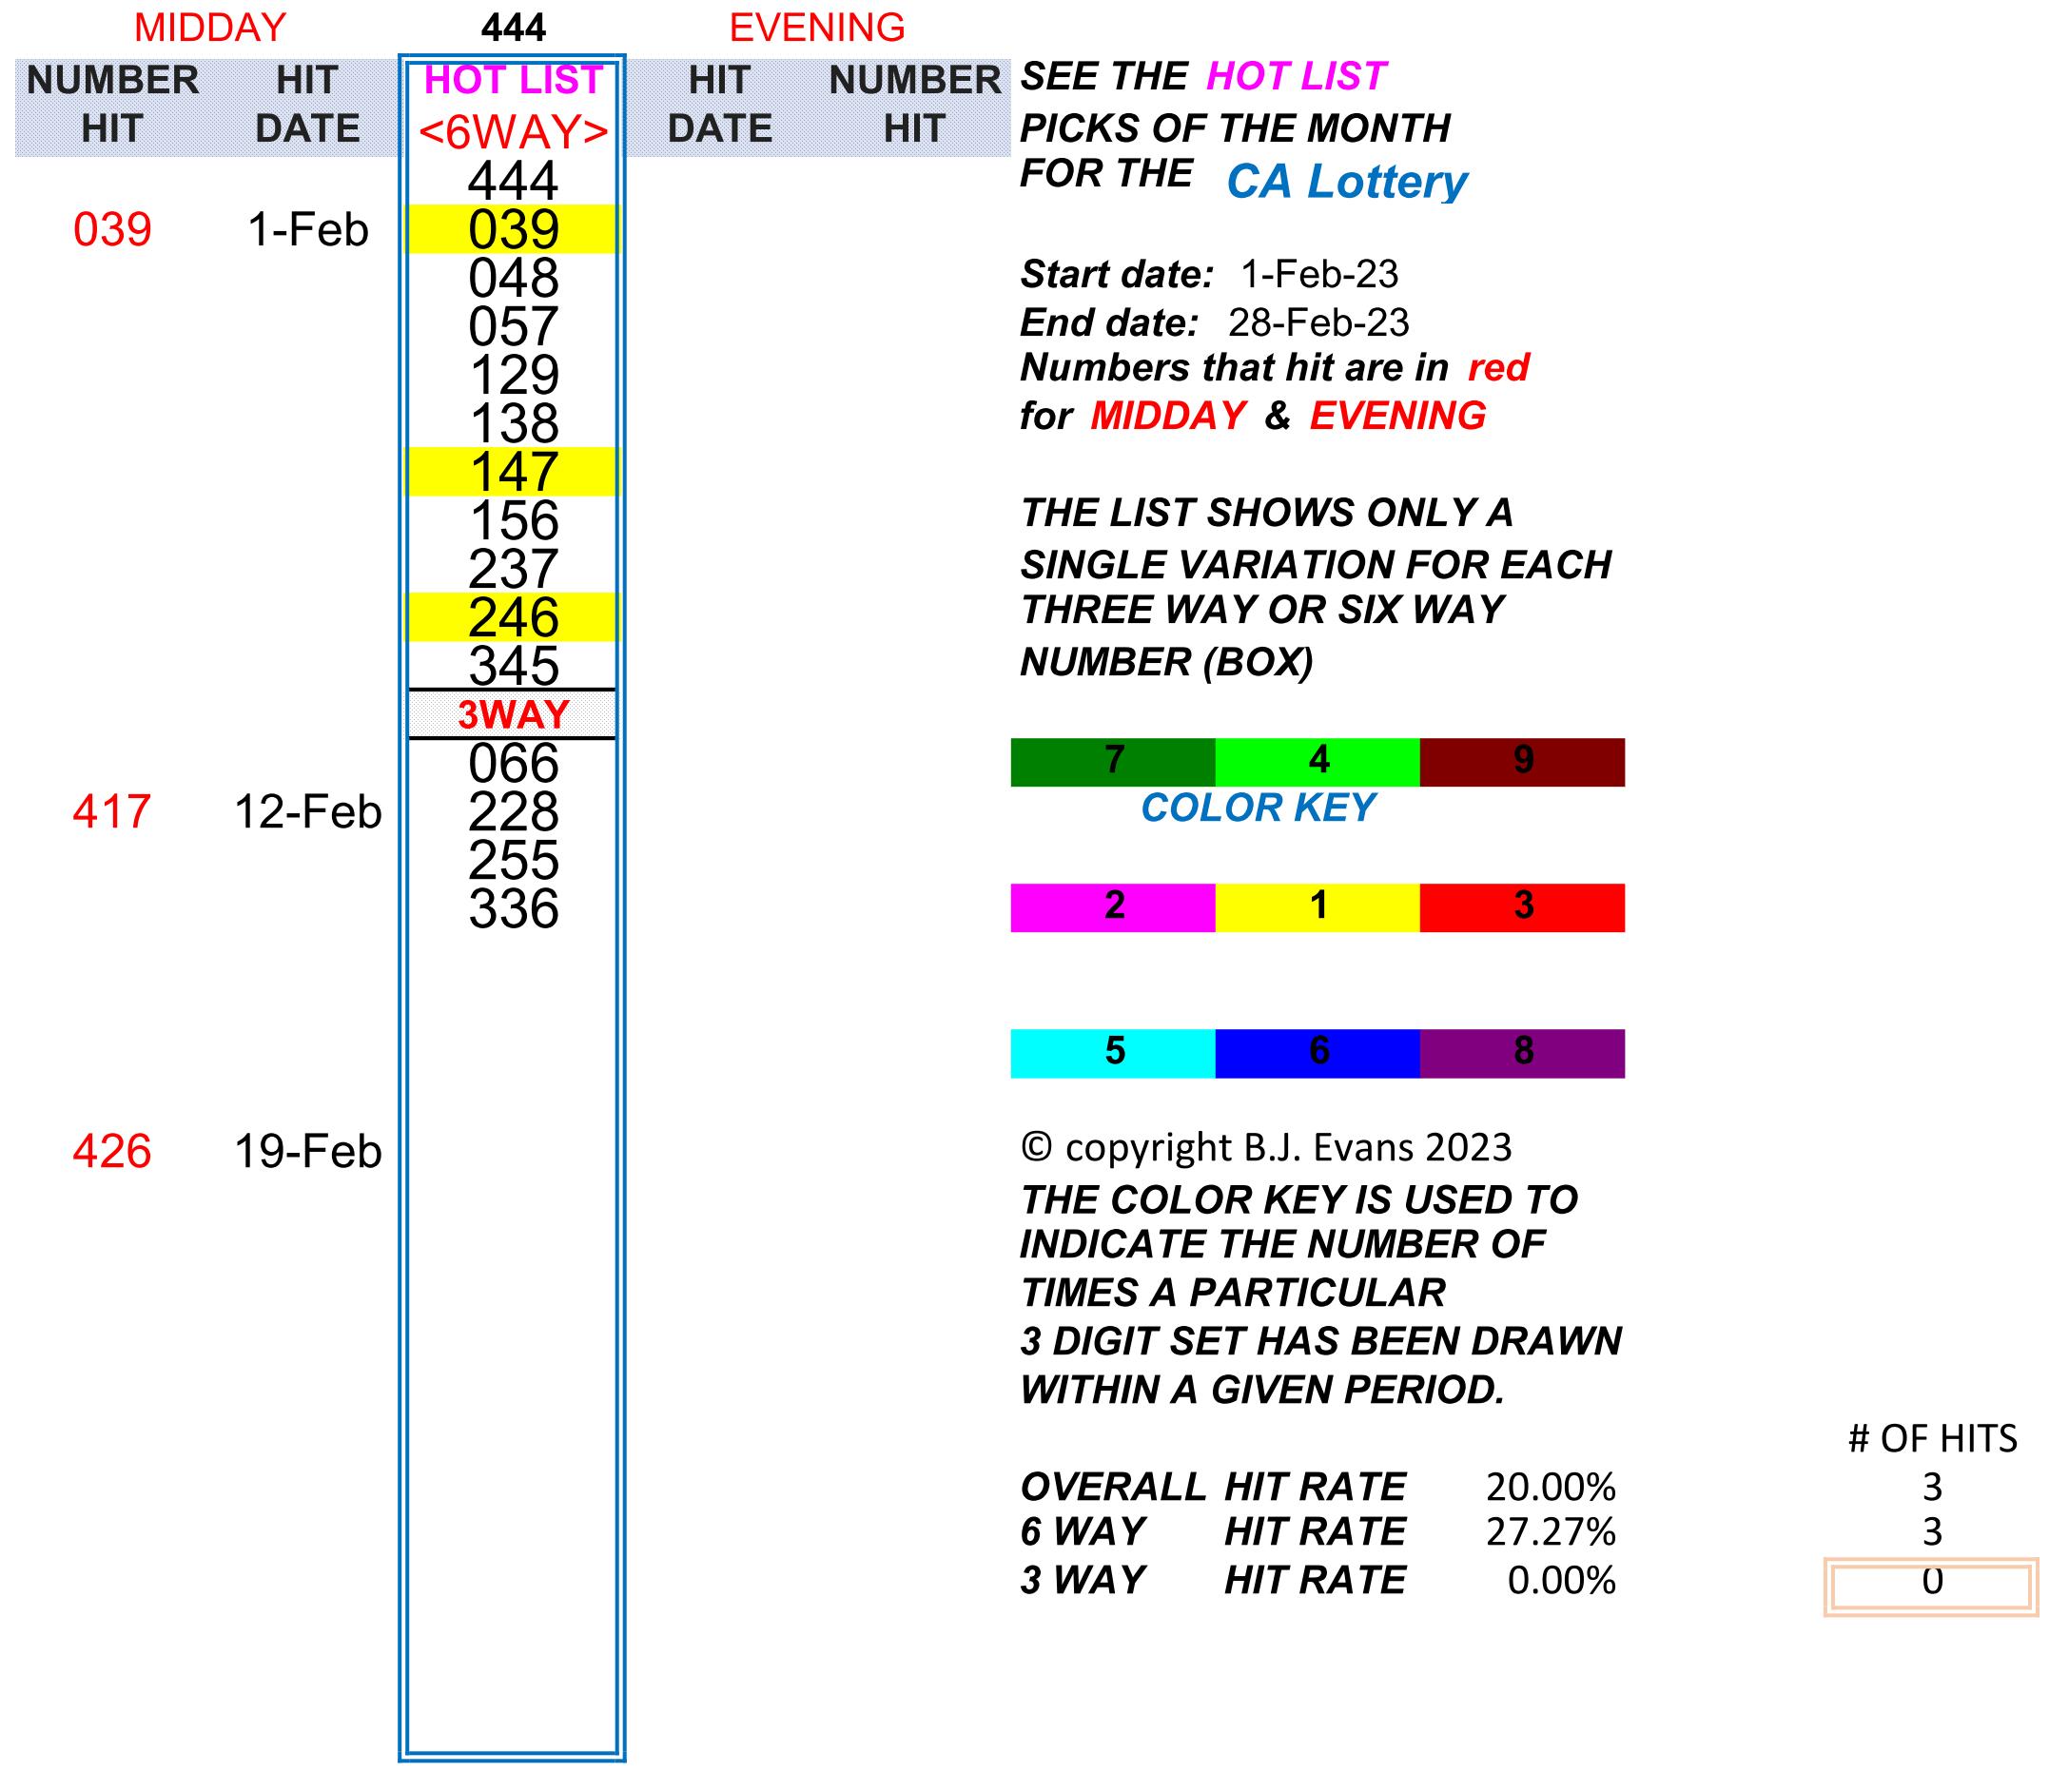 MIDDAY 444 EVENING
NUMBER HIT HOT LIST HIT NUMBER SEE THE HOT LIST
HIT DATE <6WAY> DATE HIT PICKS OF THE MONTH
444 FOR THE CA Lottery
039 1-Feb 039
048 Start date: 1-Feb-23
057 End date: 28-Feb-23
129 Numbers that hit are in red
138 for MIDDAY & EVENING
147
156 THE LIST SHOWS ONLY A
237 SINGLE VARIATION FOR EACH
246 THREE WAY OR SIX WAY
345 NUMBER (BOX)
3WAY
066 7 4 9
417 12-Feb 228 COLOR KEY
255
336 2 1 3
5 6 8
426 19-Feb © copyright B.J. Evans 2023
THE COLOR KEY IS USED TO
INDICATE THE NUMBER OF
TIMES A PARTICULAR
3 DIGIT SET HAS BEEN DRAWN
WITHIN A GIVEN PERIOD.
# OF HITS
OVERALL HIT RATE 20.00% 3
6 WAY HIT RATE 27.27% 3
3 WAY HIT RATE 0.00% 0